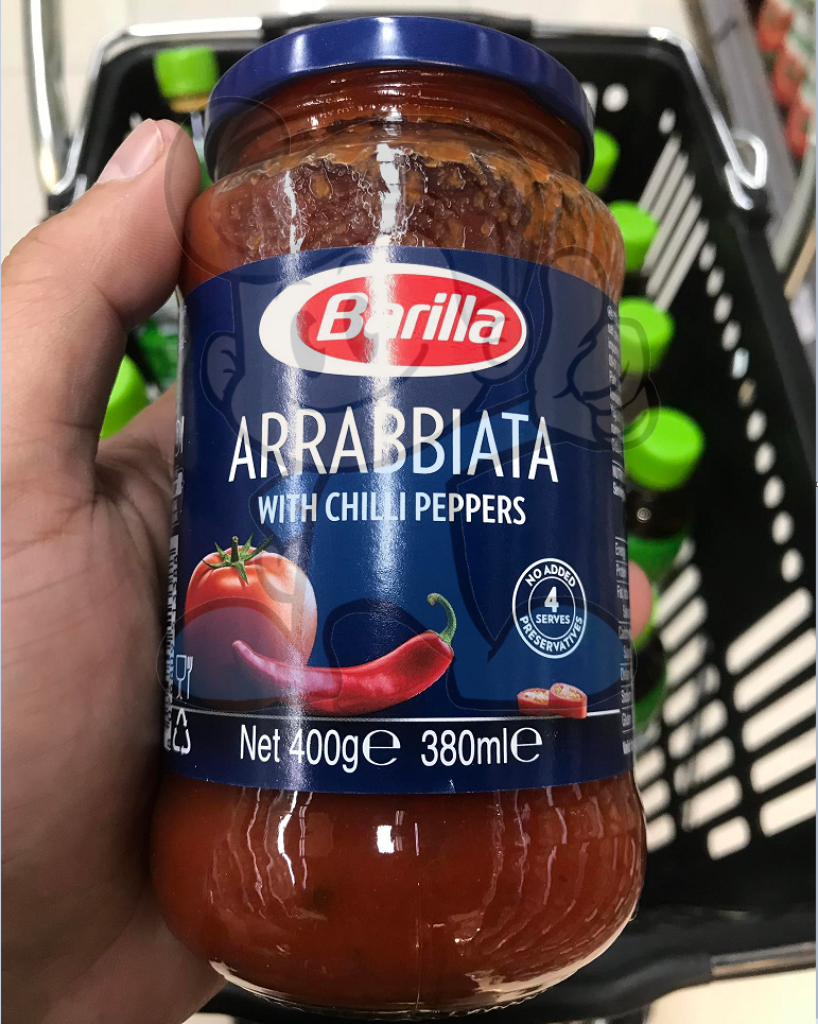 Barilla
ARRABBIATA
WITH CHILLI PEPPERS
NO ADDED
4
SERVES
PRESERVATIVES
Net 400g℮ 380ml℮